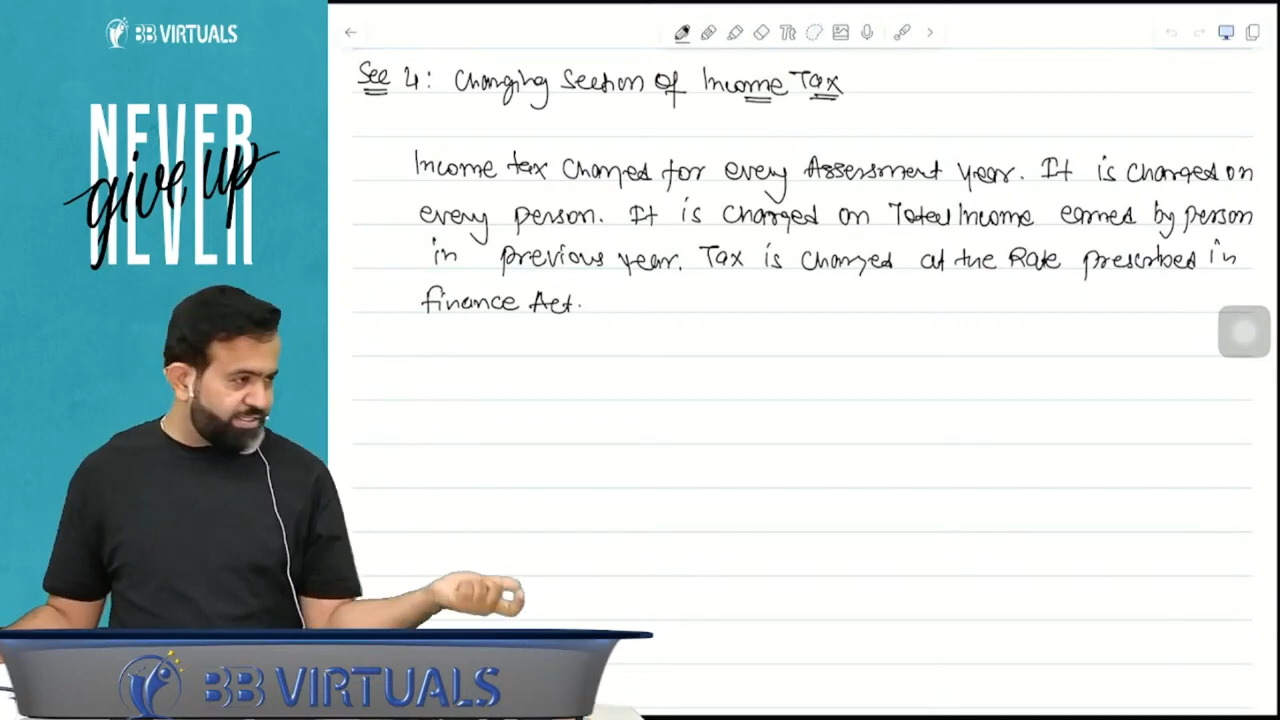 BB VIRTUALS
NEVER
give up
NEVER
Sec 4: Charging Section of Income Tax
Income tax Charged for every Assessment year. It is charged on
every person. It is charged on Total Income earned by person
in previous year. Tax is charged at the Rate prescribed in
finance Act.
BB VIRTUALS